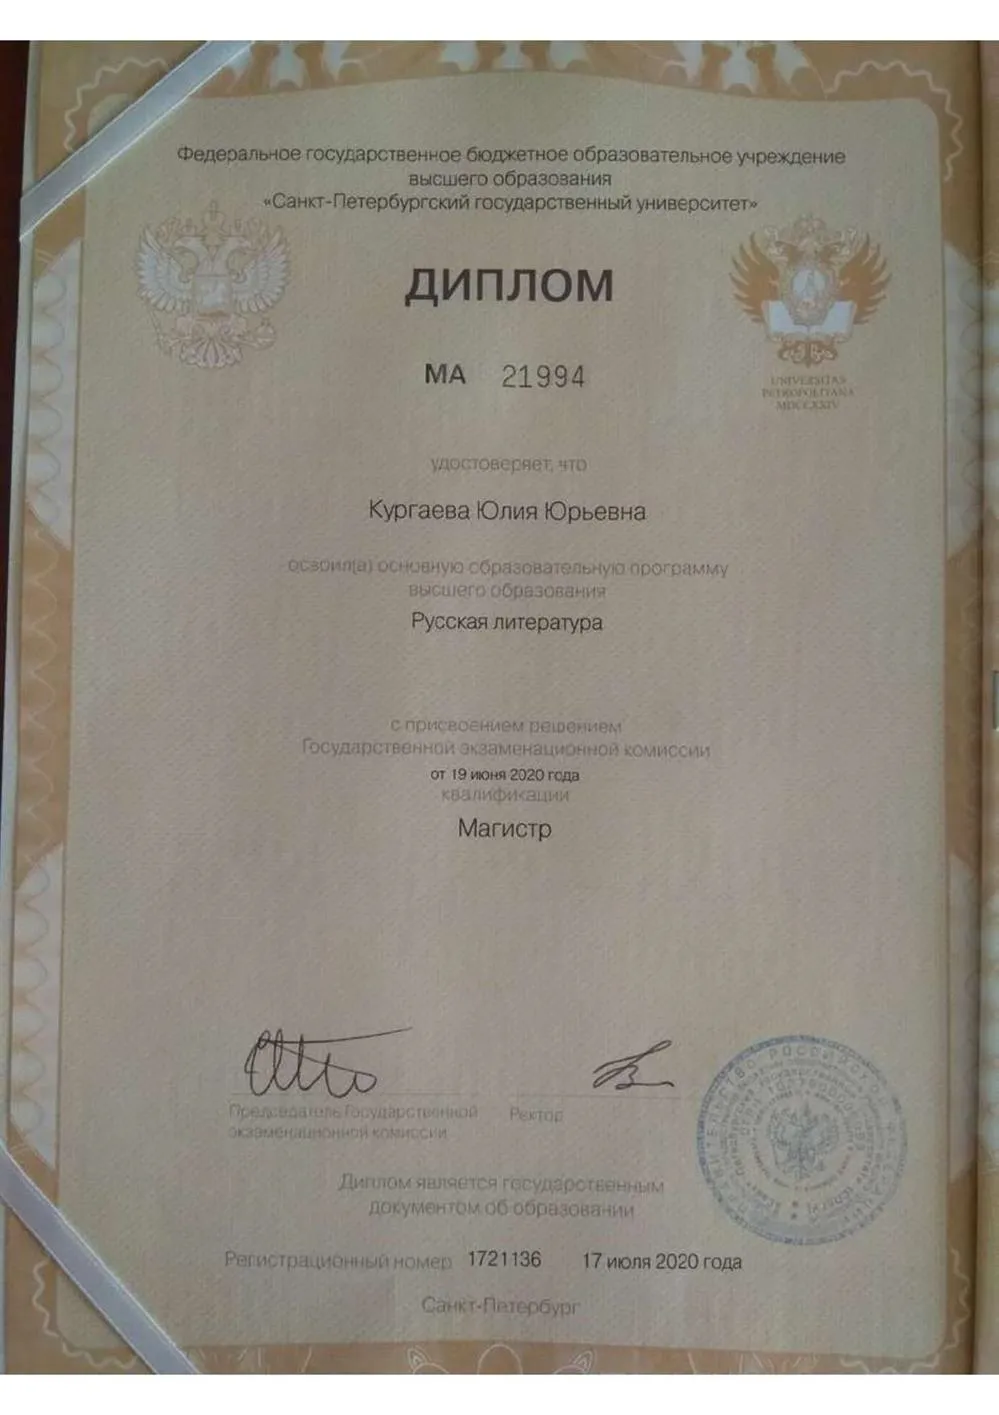 Федеральное государственное бюджетное образовательное учреждение
высшего образования
«Санкт-Петербургский государственный университет»
ДИПЛОМ
МА 21994
UNIVERSITAS
PETROPOLITANA
MDCCXXIV
удостоверяет, что
Кургаева Юлия Юрьевна
освоил(а) основную образовательную программу
высшего образования
Русская литература
с присвоением решением
Государственной экзаменационной комиссии
от 19 июня 2020 года
квалификации
Магистр
Председатель Государственной
экзаменационной комиссии
Ректор
Диплом является государственным
документом об образовании
Регистрационный номер 1721136 17 июля 2020 года
Санкт-Петербург